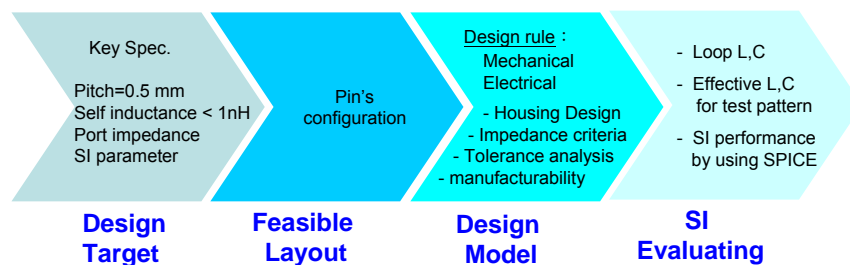 Key Spec.
Pitch=0.5 mm
Self inductance < 1nH
Port impedance
SI parameter
Design
Target
Pin's
configuration
Feasible
Layout
Design rule：
Mechanical
Electrical
- Housing Design
- Impedance criteria
- Tolerance analysis
- manufacturability
Design
Model
- Loop L,C
- Effective L,C
for test pattern
- SI performance
by using SPICE
SI
Evaluating